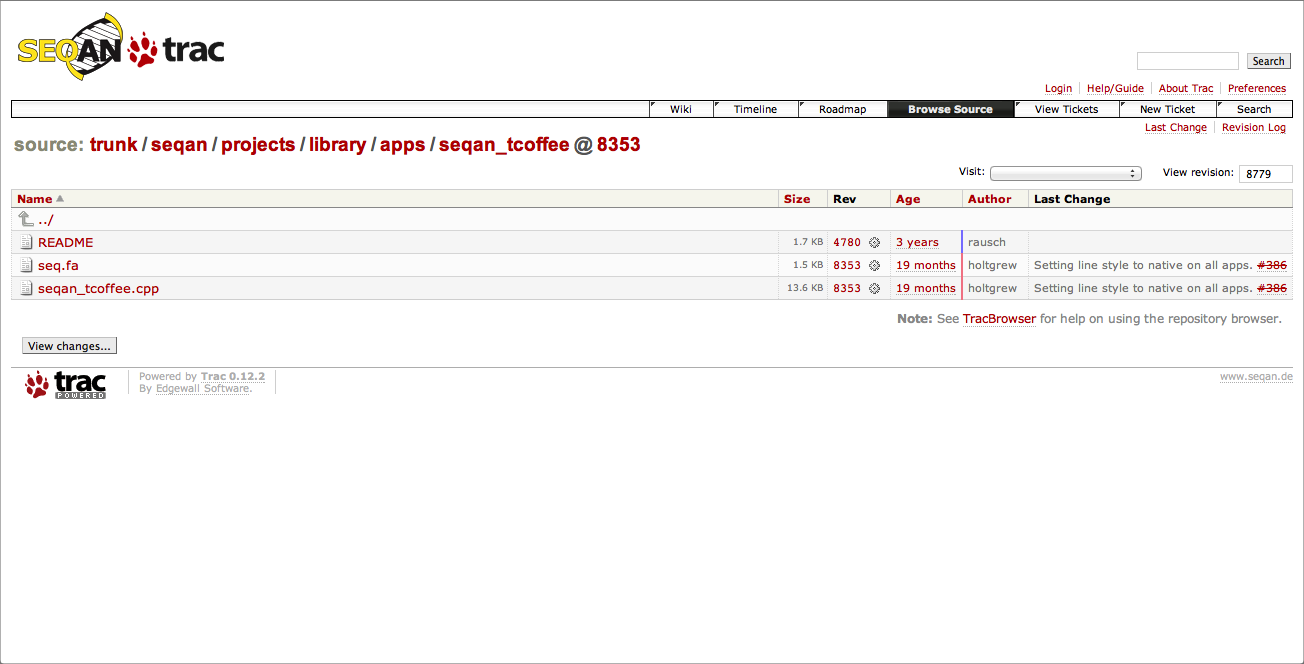 SEQAN trac
Search
Login Help/Guide About Trac Preferences
Wiki Timeline Roadmap Browse Source View Tickets New Ticket Search
Last Change Revision Log
source: trunk / seqan / projects / library / apps / seqan_tcoffee @ 8353
Visit: View revision: 8779
Name Size Rev Age Author Last Change
../
README 1.7 KB 4780 3 years rausch
seq.fa 1.5 KB 8353 19 months holtgrew Setting line style to native on all apps. #386
seqan_tcoffee.cpp 13.6 KB 8353 19 months holtgrew Setting line style to native on all apps. #386
Note: See TracBrowser for help on using the repository browser.
View changes...
trac
POWERED
Powered by Trac 0.12.2
By Edgewall Software.
www.seqan.de